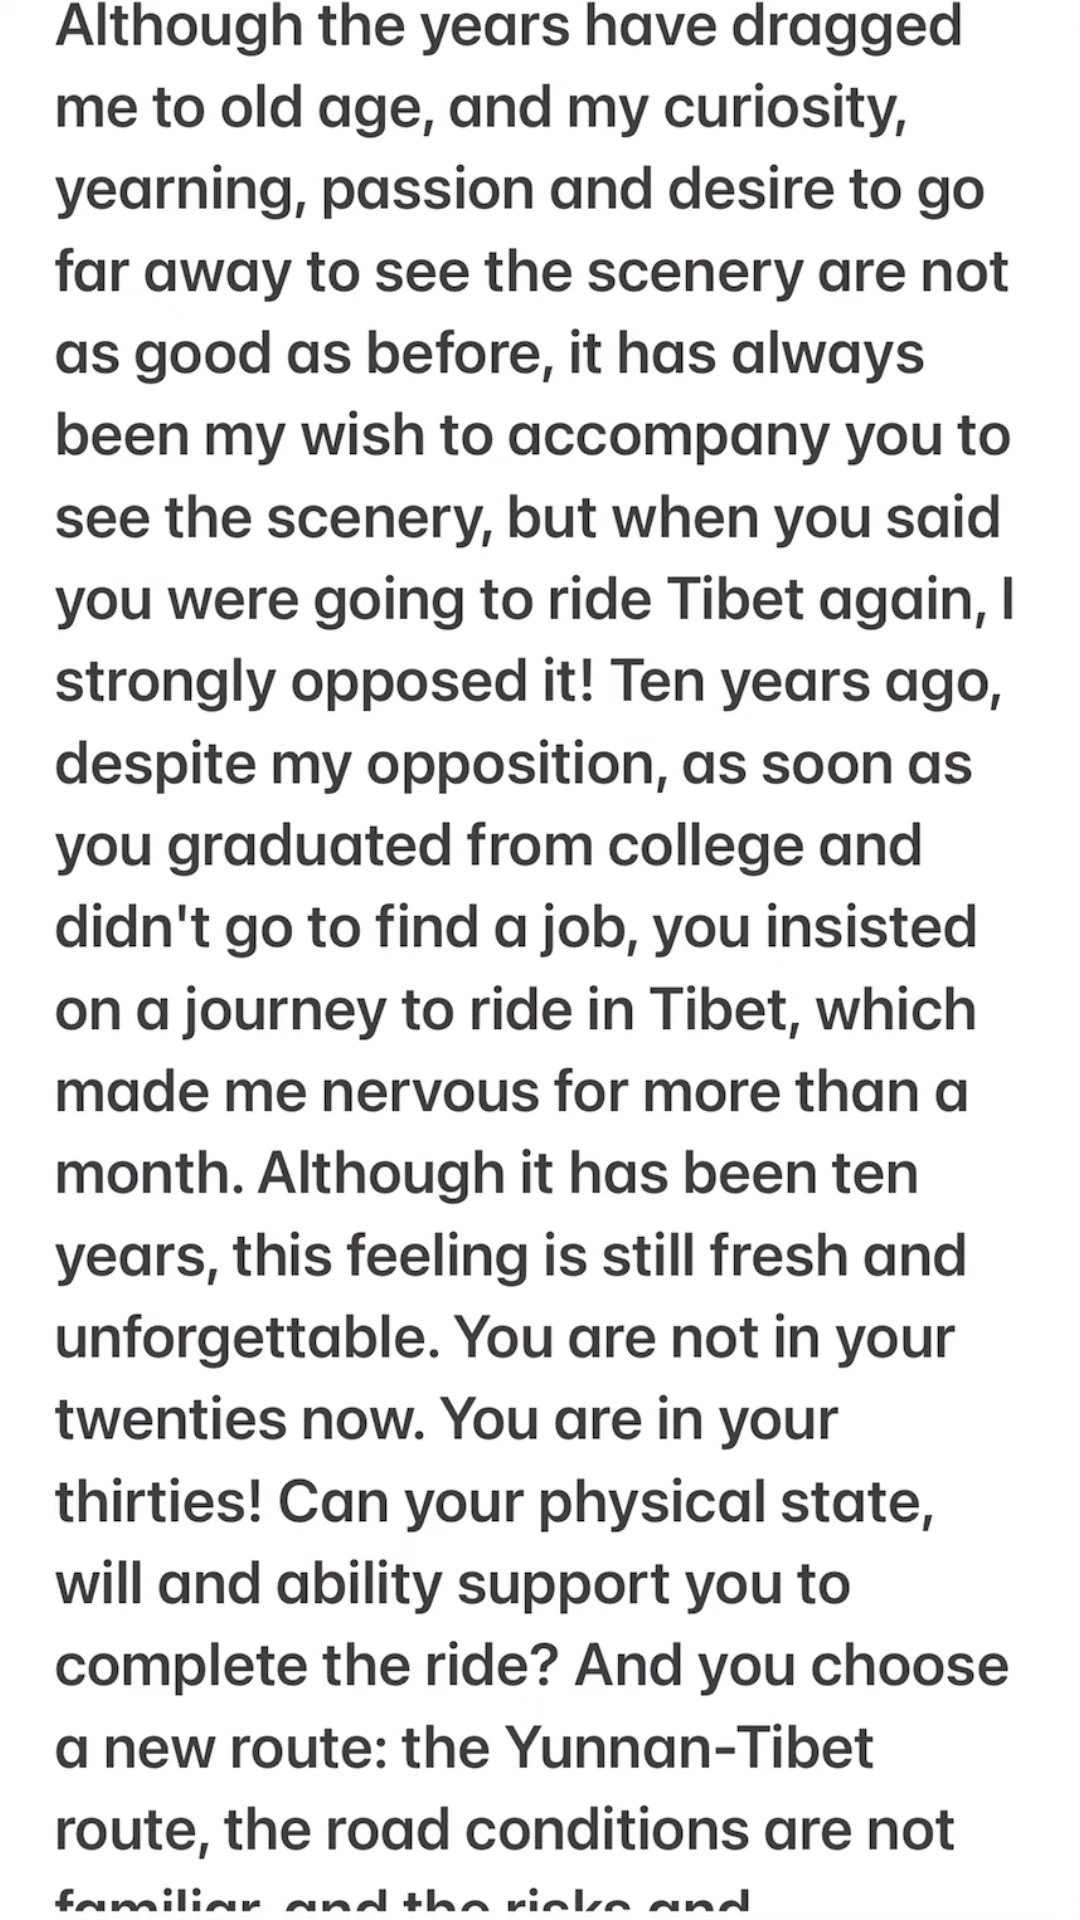 Although the years have dragged
me to old age, and my curiosity,
yearning, passion and desire to go
far away to see the scenery are not
as good as before, it has always
been my wish to accompany you to
see the scenery, but when you said
you were going to ride Tibet again, I
strongly opposed it! Ten years ago,
despite my opposition, as soon as
you graduated from college and
didn't go to find a job, you insisted
on a journey to ride in Tibet, which
made me nervous for more than a
month. Although it has been ten
years, this feeling is still fresh and
unforgettable. You are not in your
twenties now. You are in your
thirties! Can your physical state,
will and ability support you to
complete the ride? And you choose
a new route: the Yunnan-Tibet
route, the road conditions are not
familiar, and the risks and